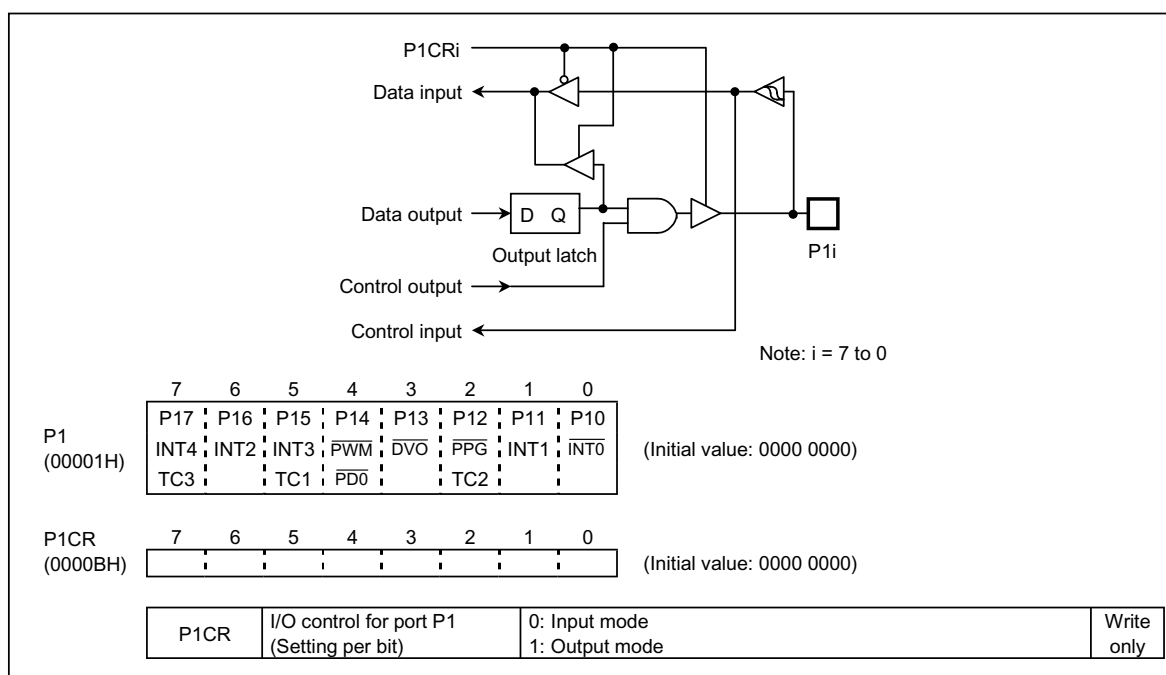 P1CRi
Data input
Data output
D Q
Output latch
P1i
Control output
Control input
Note: i = 7 to 0
7 6 5 4 3 2 1 0
P1 (00001H)
P17 P16 P15 P14 P13 P12 P11 P10
INT4 INT2 INT3 PWM DVO PPG INT1 INT0
TC3 TC1 PD0 TC2
(Initial value: 0000 0000)
P1CR (0000BH)
7 6 5 4 3 2 1 0
(Initial value: 0000 0000)
P1CR
I/O control for port P1
(Setting per bit)
0: Input mode
1: Output mode
Write
only